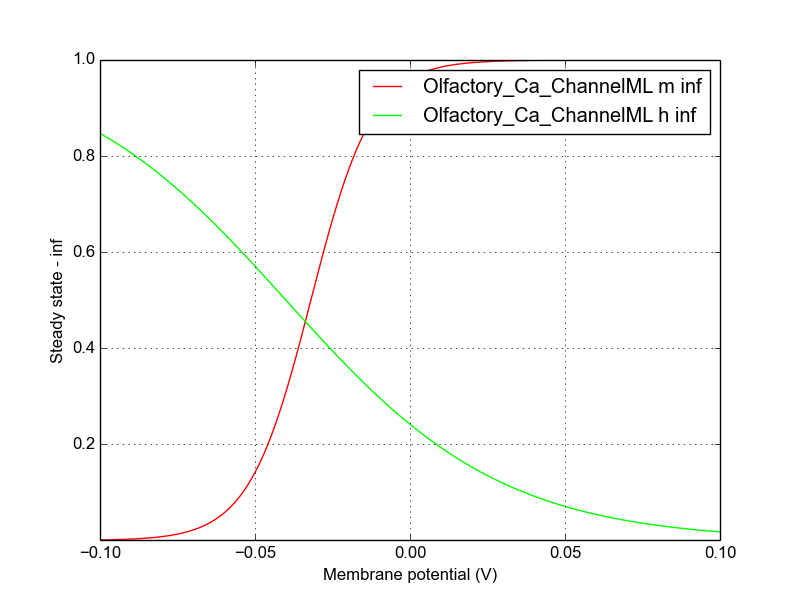 Olfactory_Ca_ChannelML m inf
Olfactory_Ca_ChannelML h inf
1.0
0.8
0.6
0.4
0.2
Steady state - inf
−0.10 −0.05 0.00 0.05 0.10
Membrane potential (V)